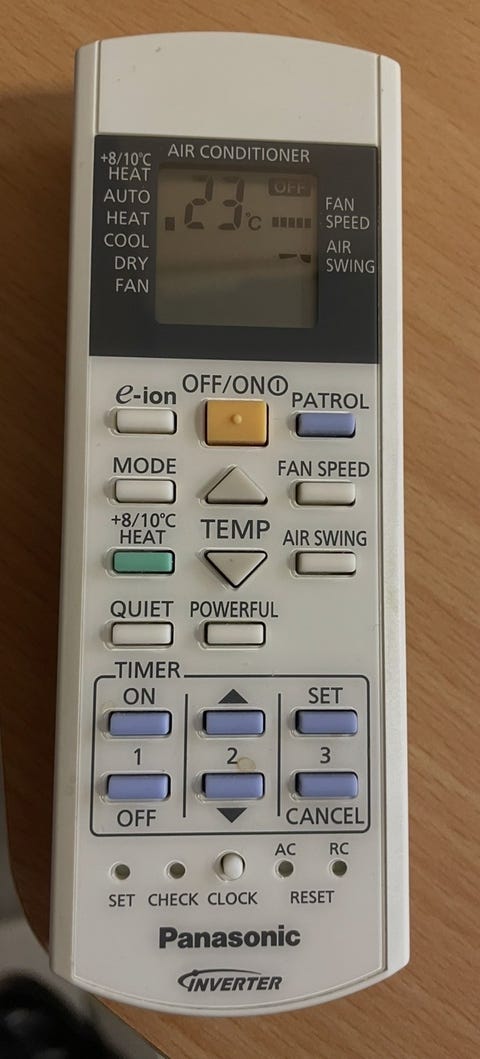 AIR CONDITIONER
+8/10°C
HEAT
AUTO
HEAT
COOL
DRY
FAN
OFF
23°C
FAN
SPEED
AIR
SWING
e-ion
OFF/ON
PATROL
MODE
FAN SPEED
+8/10°C
HEAT
TEMP
AIR SWING
QUIET
POWERFUL
TIMER
ON
SET
1
2
3
OFF
CANCEL
AC
RC
SET
CHECK
CLOCK
RESET
Panasonic
INVERTER